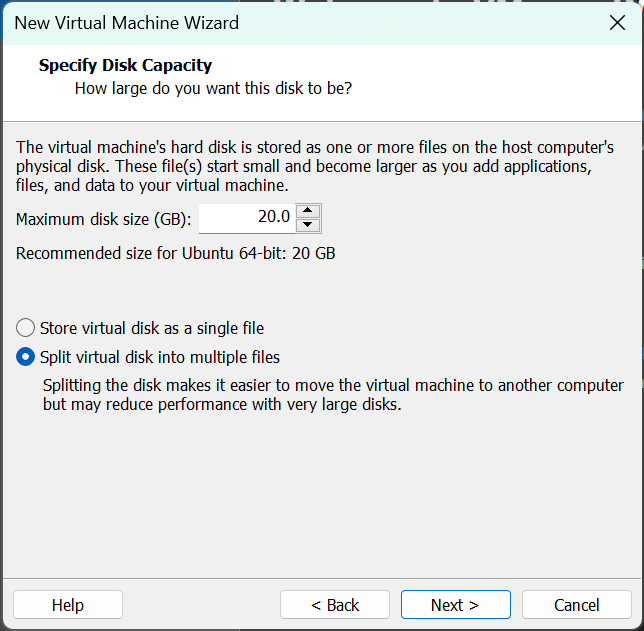 New Virtual Machine Wizard
Specify Disk Capacity
How large do you want this disk to be?
The virtual machine's hard disk is stored as one or more files on the host computer's
physical disk. These file(s) start small and become larger as you add applications,
files, and data to your virtual machine.
Maximum disk size (GB): 20.0
Recommended size for Ubuntu 64-bit: 20 GB
Store virtual disk as a single file
Split virtual disk into multiple files
Splitting the disk makes it easier to move the virtual machine to another computer
but may reduce performance with very large disks.
Help < Back Next > Cancel